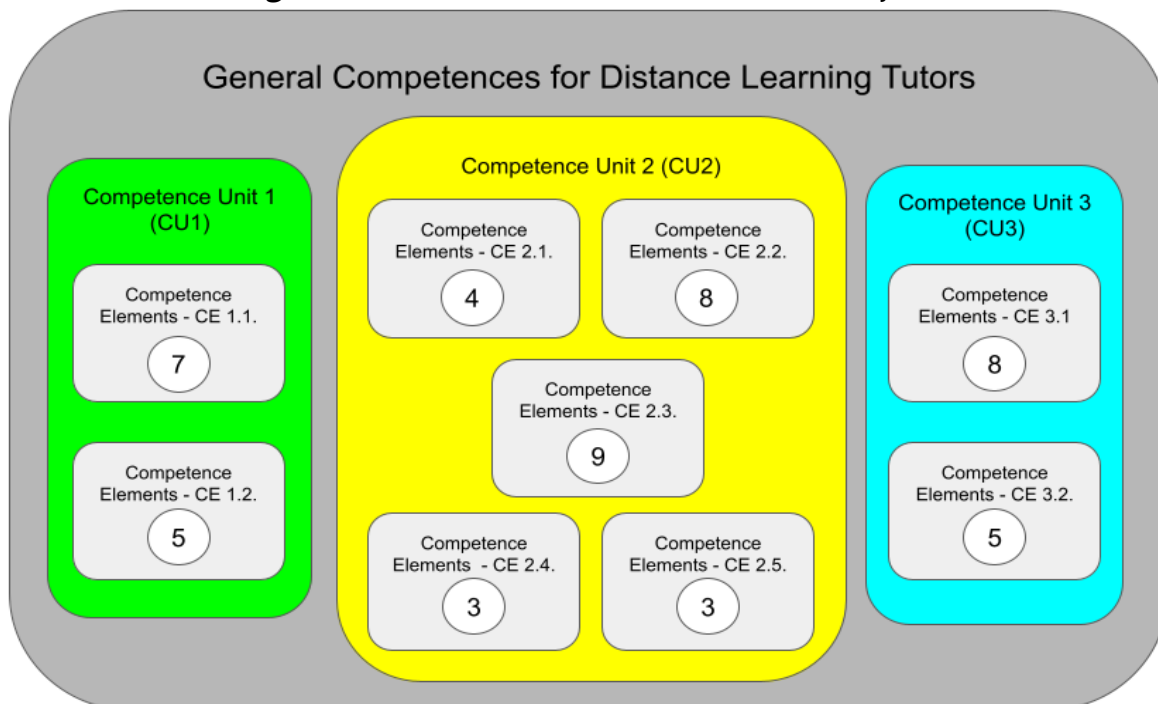 General Competences for Distance Learning Tutors
Competence Unit 1
(CU1)
Competence
Elements - CE 1.1.
7
Competence
Elements - CE 1.2.
5
Competence Unit 2 (CU2)
Competence
Elements - CE 2.1.
4
Competence
Elements - CE 2.2.
8
Competence
Elements - CE 2.3.
9
Competence
Elements - CE 2.4.
3
Competence
Elements - CE 2.5.
3
Competence Unit 3
(CU3)
Competence
Elements - CE 3.1
8
Competence
Elements - CE 3.2.
5